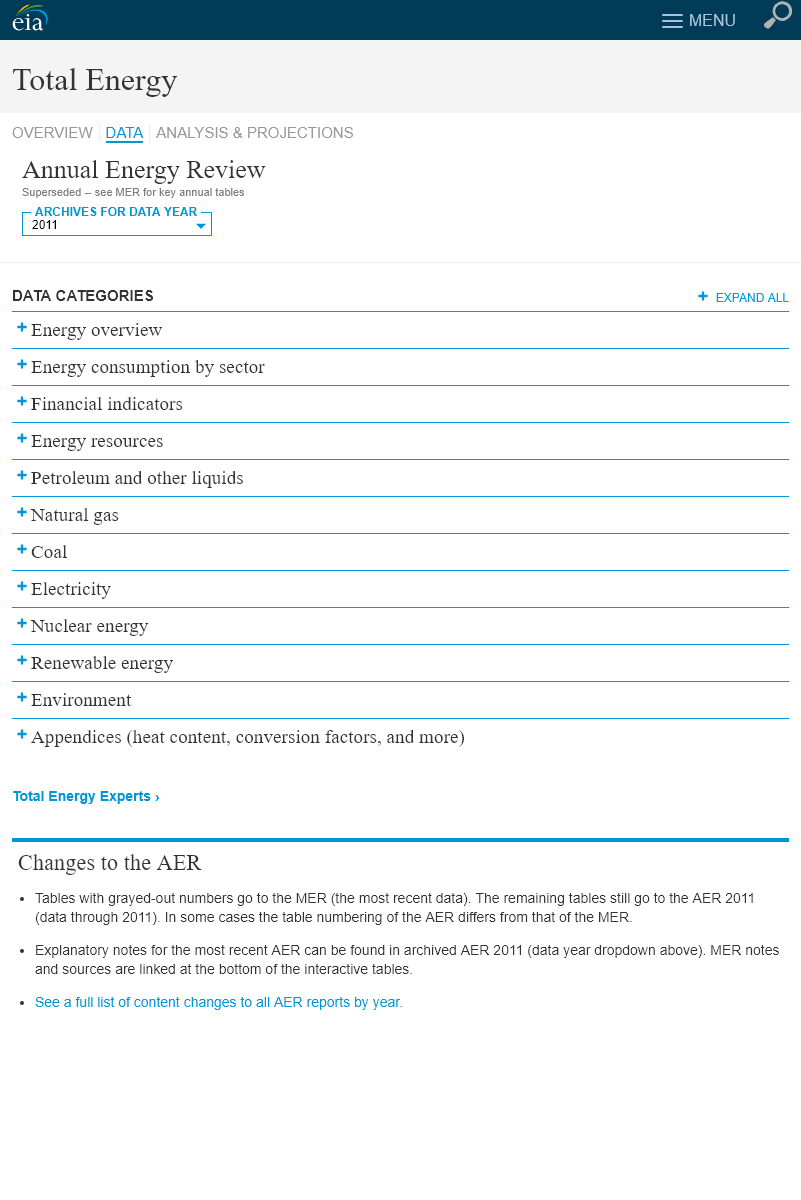 eia
MENU
Total Energy
OVERVIEW
DATA
ANALYSIS & PROJECTIONS
Annual Energy Review
Superseded -- see MER for key annual tables
ARCHIVES FOR DATA YEAR
2011
DATA CATEGORIES
+ EXPAND ALL
+ Energy overview
+ Energy consumption by sector
+ Financial indicators
+ Energy resources
+ Petroleum and other liquids
+ Natural gas
+ Coal
+ Electricity
+ Nuclear energy
+ Renewable energy
+ Environment
+ Appendices (heat content, conversion factors, and more)
Total Energy Experts ›
Changes to the AER
• Tables with grayed-out numbers go to the MER (the most recent data). The remaining tables still go to the AER 2011
(data through 2011). In some cases the table numbering of the AER differs from that of the MER.
• Explanatory notes for the most recent AER can be found in archived AER 2011 (data year dropdown above). MER notes
and sources are linked at the bottom of the interactive tables.
• See a full list of content changes to all AER reports by year.